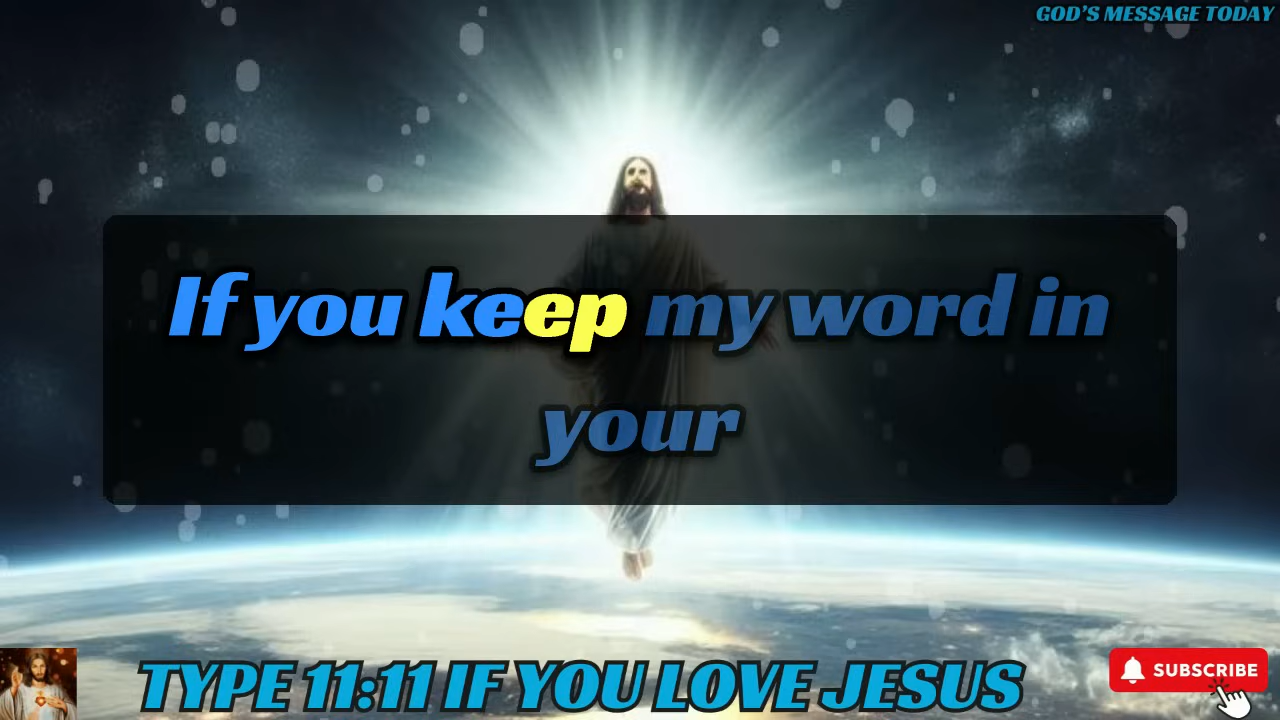 GOD'S MESSAGE TODAY
If you keep my word in
your
TYPE 11:11 IF YOU LOVE JESUS
SUBSCRIBE